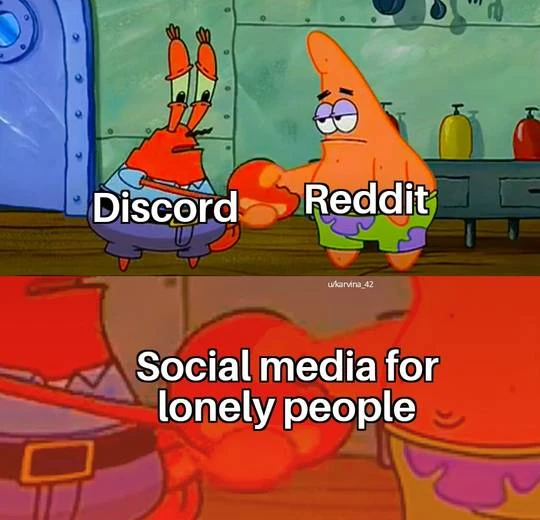 Discord
Reddit
u/karvina_42
Social media for
lonely people